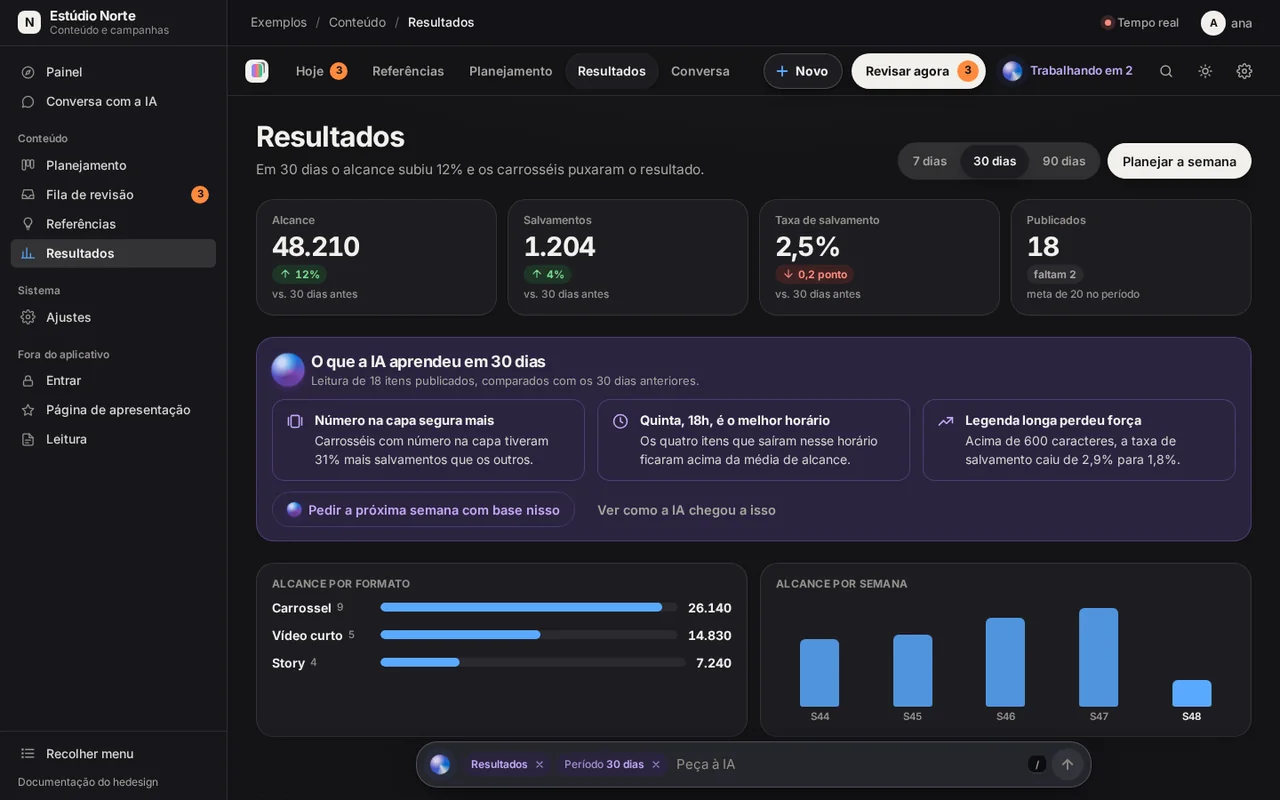 N
Estúdio Norte
Conteúdo e campanhas
Painel
Conversa com a IA
Conteúdo
Planejamento
Fila de revisão 3
Referências
Resultados
Sistema
Ajustes
Fora do aplicativo
Entrar
Página de apresentação
Leitura
Recolher menu
Documentação do hedesign
Exemplos / Conteúdo / Resultados
Tempo real
A ana
Hoje 3 Referências Planejamento Resultados Conversa
Novo
Revisar agora 3
Trabalhando em 2
Resultados
Em 30 dias o alcance subiu 12% e os carrosséis puxaram o resultado.
7 dias 30 dias 90 dias
Planejar a semana
Alcance
48.210
↑ 12%
vs. 30 dias antes
Salvamentos
1.204
↑ 4%
vs. 30 dias antes
Taxa de salvamento
2,5%
↓ 0,2 ponto
vs. 30 dias antes
Publicados
18
faltam 2
meta de 20 no período
O que a IA aprendeu em 30 dias
Leitura de 18 itens publicados, comparados com os 30 dias anteriores.
Número na capa segura mais
Carrosséis com número na capa tiveram
31% mais salvamentos que os outros.
Quinta, 18h, é o melhor horário
Os quatro itens que saíram nesse horário
ficaram acima da média de alcance.
Legenda longa perdeu força
Acima de 600 caracteres, a taxa de
salvamento caiu de 2,9% para 1,8%.
Pedir a próxima semana com base nisso
Ver como a IA chegou a isso
ALCANCE POR FORMATO
Carrossel 9 26.140
Vídeo curto 5 14.830
Story 4 7.240
ALCANCE POR SEMANA
S44 S45 S46 S47 S48
Resultados × Período 30 dias × Peça à IA /